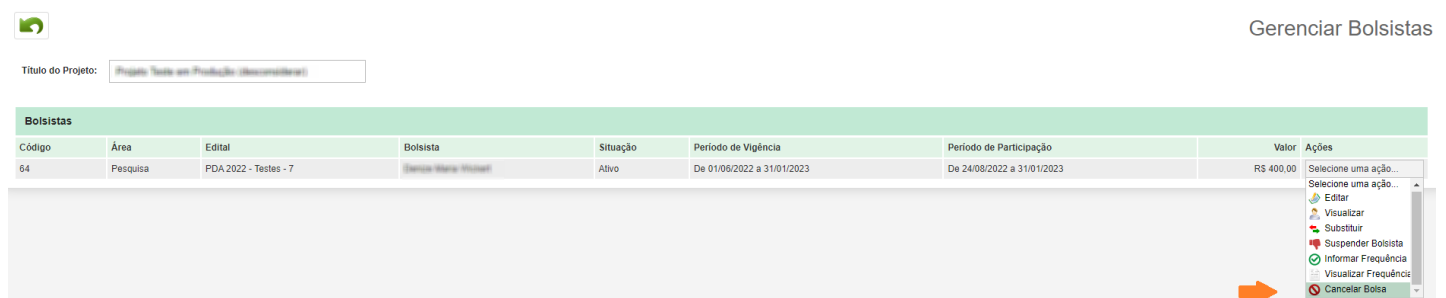 Gerenciar Bolsistas
Título do Projeto:
Bolsistas
Código Área Edital Bolsista Situação Período de Vigência Período de Participação Valor Ações
64 Pesquisa PDA 2022 - Testes - 7 Ativo De 01/06/2022 a 31/01/2023 De 24/08/2022 a 31/01/2023 R$ 400,00 Selecione uma ação...
Selecione uma ação...
Editar
Visualizar
Substituir
Suspender Bolsista
Informar Frequência
Visualizar Frequência
Cancelar Bolsa